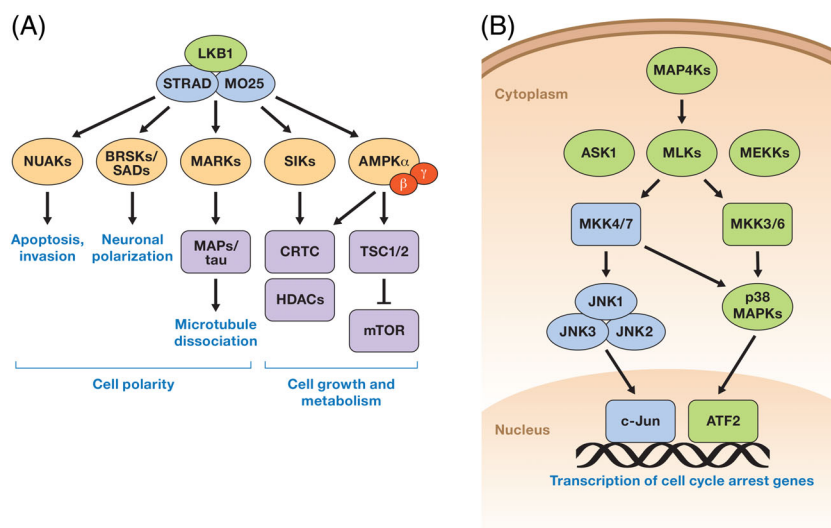 (A)
LKB1
STRAD
MO25
NUAKs
BRSKs/
SADs
MARKs
SIKs
AMPKα
β
γ
Apoptosis,
invasion
Neuronal
polarization
MAPs/
tau
CRTC
TSC1/2
HDACs
Microtubule
dissociation
mTOR
Cell polarity
Cell growth and
metabolism
(B)
Cytoplasm
MAP4Ks
ASK1
MLKs
MEKKs
MKK4/7
MKK3/6
JNK1
JNK3
JNK2
p38
MAPKs
Nucleus
c-Jun
ATF2
Transcription of cell cycle arrest genes